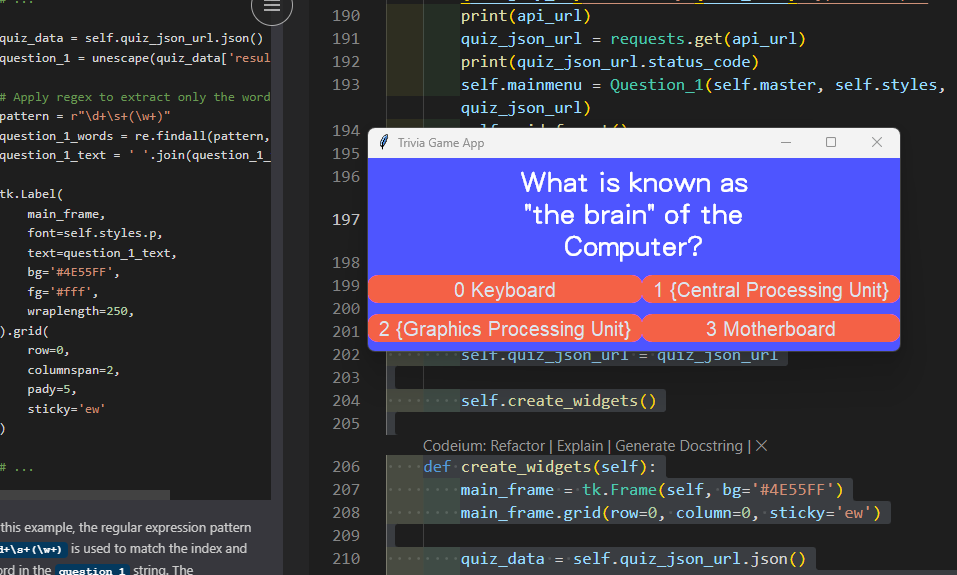 # ...
quiz_data = self.quiz_json_url.json()
question_1 = unescape(quiz_data['resul
# Apply regex to extract only the word
pattern = r"\d+\s+(\w+)"
question_1_words = re.findall(pattern,
question_1_text = ' '.join(question_1_
tk.Label(
main_frame,
font=self.styles.p,
text=question_1_text,
bg='#4E55FF',
fg='#fff',
wraplength=250,
).grid(
row=0,
columnspan=2,
pady=5,
sticky='ew'
)
# ...
this example, the regular expression pattern
d+\s+(\w+) is used to match the index and
ord in the question_1 string. The
190 print(api_url)
191 quiz_json_url = requests.get(api_url)
192 print(quiz_json_url.status_code)
193 self.mainmenu = Question_1(self.master, self.styles,
quiz_json_url)
194
195
196
197
198
199
200
201
Trivia Game App
What is known as
"the brain" of the
Computer?
0 Keyboard
1 {Central Processing Unit}
2 {Graphics Processing Unit}
3 Motherboard
202 self.quiz_json_url = quiz_json_url
203
204 self.create_widgets()
205
Codeium: Refactor | Explain | Generate Docstring | ✕
206 def create_widgets(self):
207 main_frame = tk.Frame(self, bg='#4E55FF')
208 main_frame.grid(row=0, column=0, sticky='ew')
209
210 quiz_data = self.quiz_json_url.json()